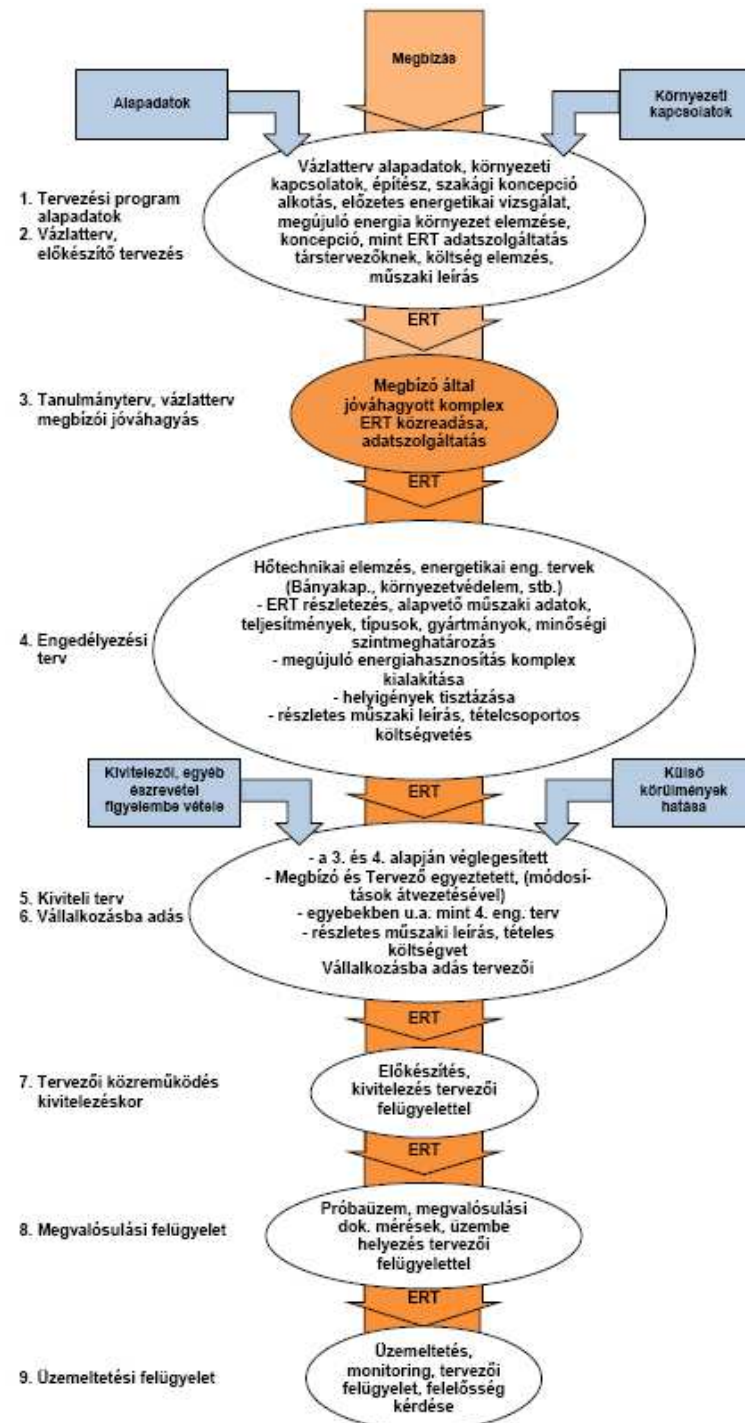 Megbízás
Alapadatok
Környezeti
kapcsolatok
1. Tervezési program
alapadatok
2. Vázlatterv,
előkészítő tervezés
Vázlatterv alapadatok, környezeti
kapcsolatok, építész, szakági koncepció
alkotás, előzetes energetikai vizsgálat,
megújuló energia környezet elemzése,
koncepció, mint ERT adatszolgáltatás
társtervezőknek, költség elemzés,
műszaki leírás
ERT
3. Tanulmányterv, vázlatterv
megbízói jóváhagyás
Megbízó által
jóváhagyott komplex
ERT közreadása,
adatszolgáltatás
ERT
4. Engedélyezési
terv
Hőtechnikai elemzés, energetikai eng. tervek
(Bányakap., környezetvédelem, stb.)
- ERT részletezés, alapvető műszaki adatok,
teljesítmények, típusok, gyártmányok, minőségi
szintmeghatározás
- megújuló energiahasznosítás komplex
kialakítása
- helyigények tisztázása
- részletes műszaki leírás, tételcsoportos
költségvetés
Kivitelezői, egyéb
észrevétel
figyelembe vétele
ERT
Külső
körülmények
hatása
5. Kiviteli terv
6. Vállalkozásba adás
- a 3. és 4. alapján véglegesített
- Megbízó és Tervező egyeztetett, (módosí-
tások átvezetésével)
- egyebekben u.a. mint 4. eng. terv
- részletes műszaki leírás, tételes
költségvet
Vállalkozásba adás tervezői
ERT
7. Tervezői közreműködés
kivitelezéskor
Előkészítés,
kivitelezés tervezői
felügyelettel
ERT
8. Megvalósulási felügyelet
Próbaüzem, megvalósulási
dok. mérések, üzembe
helyezés tervezői
felügyelettel
ERT
9. Üzemeltetési felügyelet
Üzemeltetés,
monitoring, tervezői
felügyelet, felelősség
kérdése